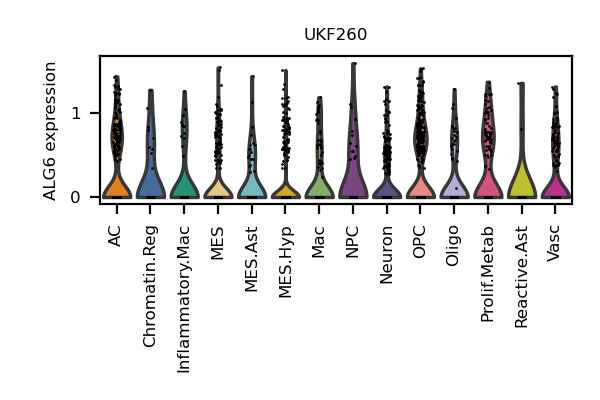 UKF260
ALG6 expression
1
0
AC
Chromatin.Reg
Inflammatory.Mac
MES
MES.Ast
MES.Hyp
Mac
NPC
Neuron
OPC
Oligo
Prolif.Metab
Reactive.Ast
Vasc